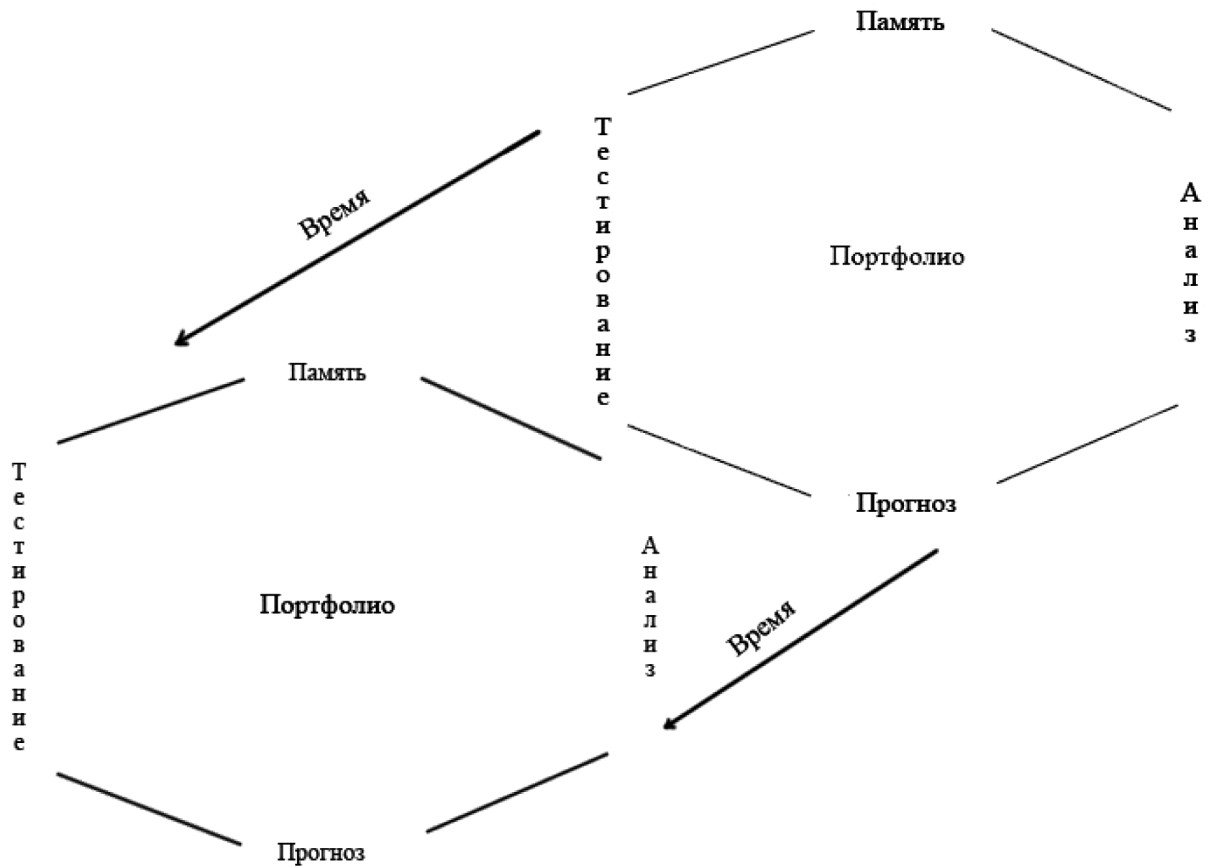 Память
Тестирование
Анализ
Портфолио
Время
Прогноз
Память
Тестирование
Анализ
Портфолио
Время
Прогноз